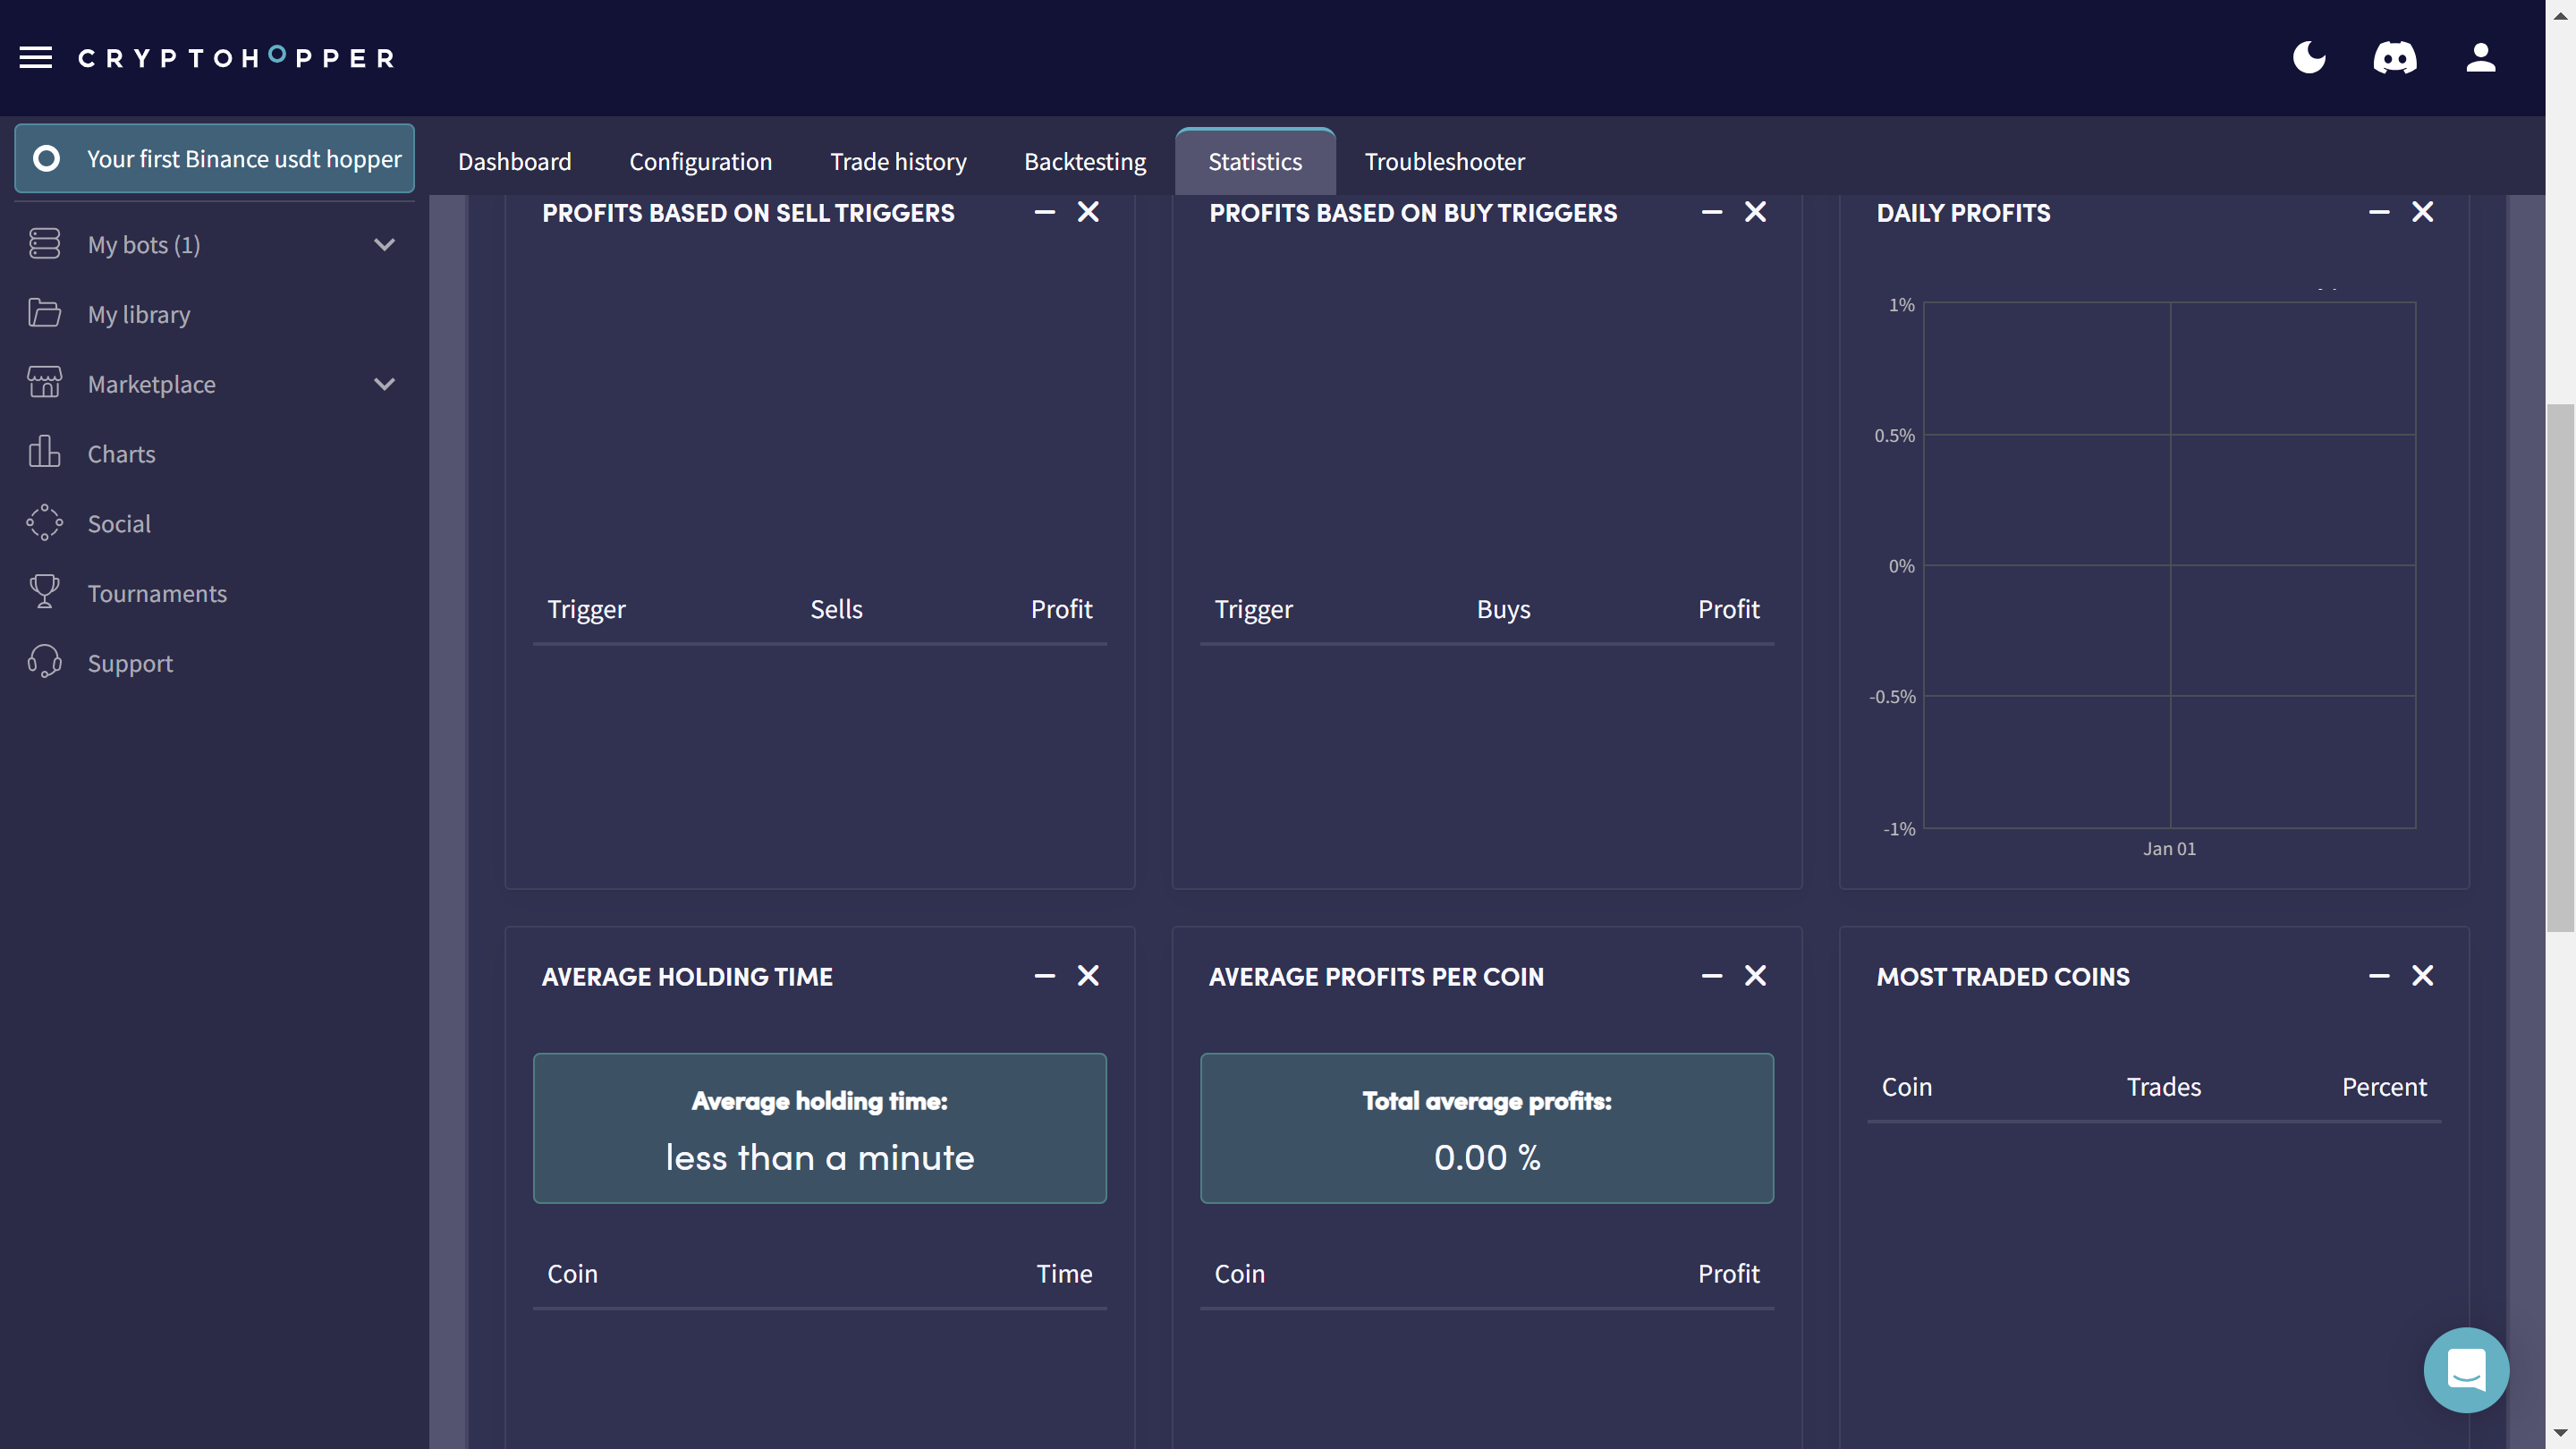 CRYPTOHOPPER
Your first Binance usdt hopper
Dashboard
Configuration
Trade history
Backtesting
Statistics
Troubleshooter
My bots (1)
My library
Marketplace
Charts
Social
Tournaments
Support
PROFITS BASED ON SELL TRIGGERS
Trigger Sells Profit
PROFITS BASED ON BUY TRIGGERS
Trigger Buys Profit
DAILY PROFITS
1%
0.5%
0%
-0.5%
-1%
Jan 01
AVERAGE HOLDING TIME
Average holding time:
less than a minute
Coin Time
AVERAGE PROFITS PER COIN
Total average profits:
0.00 %
Coin Profit
MOST TRADED COINS
Coin Trades Percent